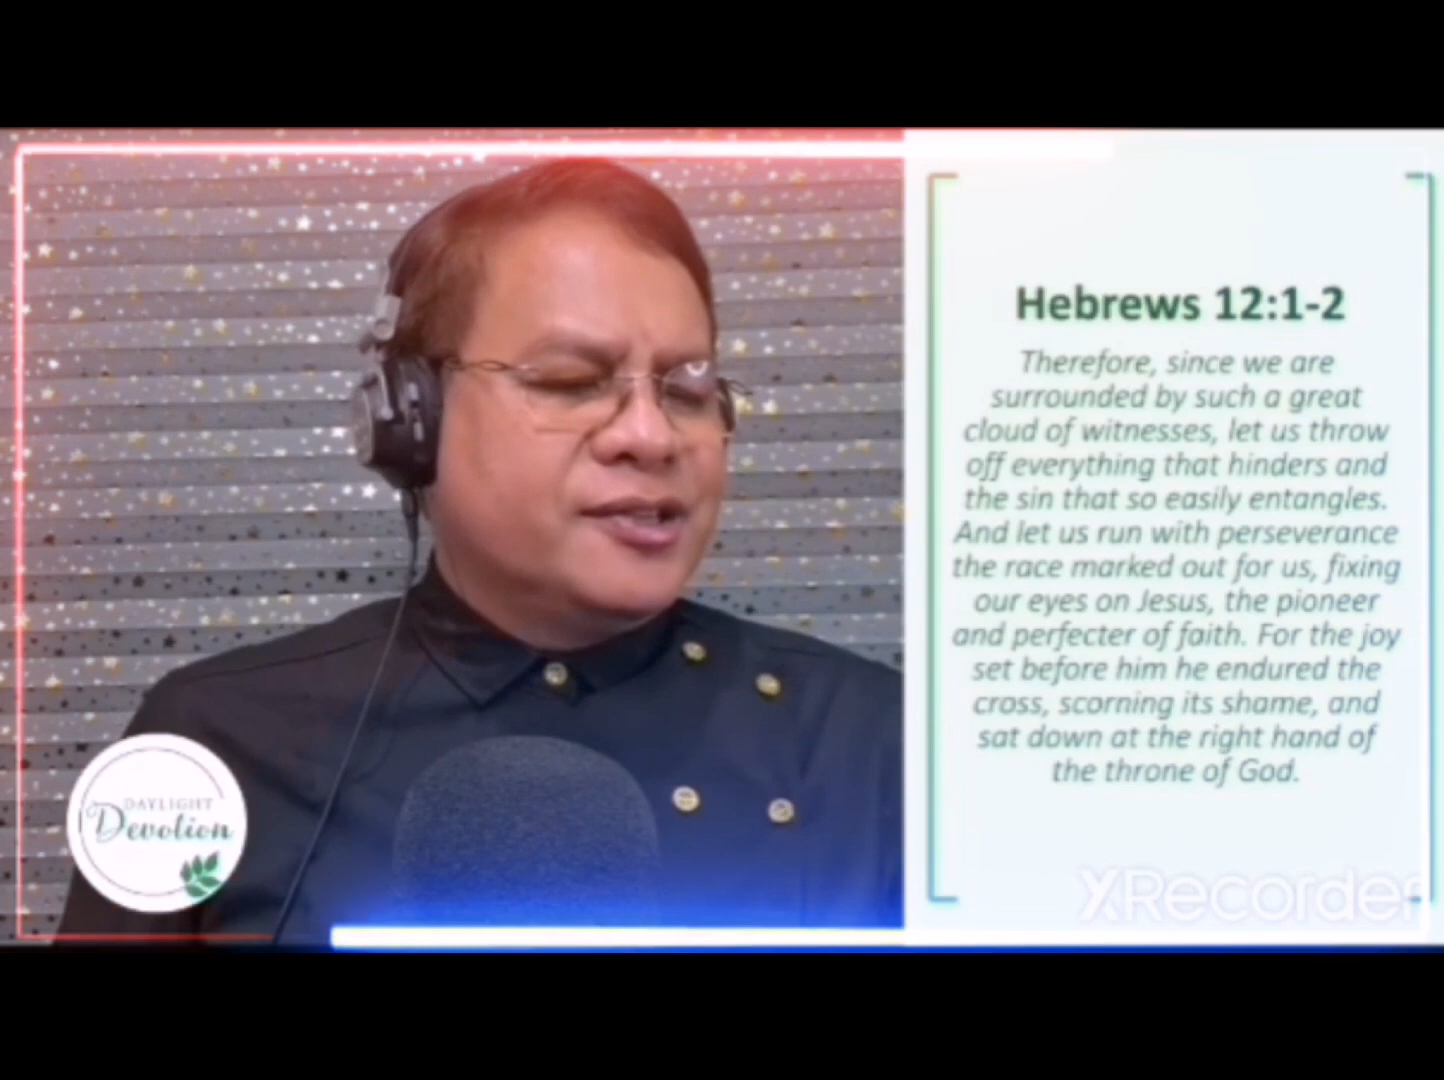 Hebrews 12:1-2
Therefore, since we are
surrounded by such a great
cloud of witnesses, let us throw
off everything that hinders and
the sin that so easily entangles.
And let us run with perseverance
the race marked out for us, fixing
our eyes on Jesus, the pioneer
and perfecter of faith. For the joy
set before him he endured the
cross, scorning its shame, and
sat down at the right hand of
the throne of God.
DAYLIGHT
Devotion
XRecorder